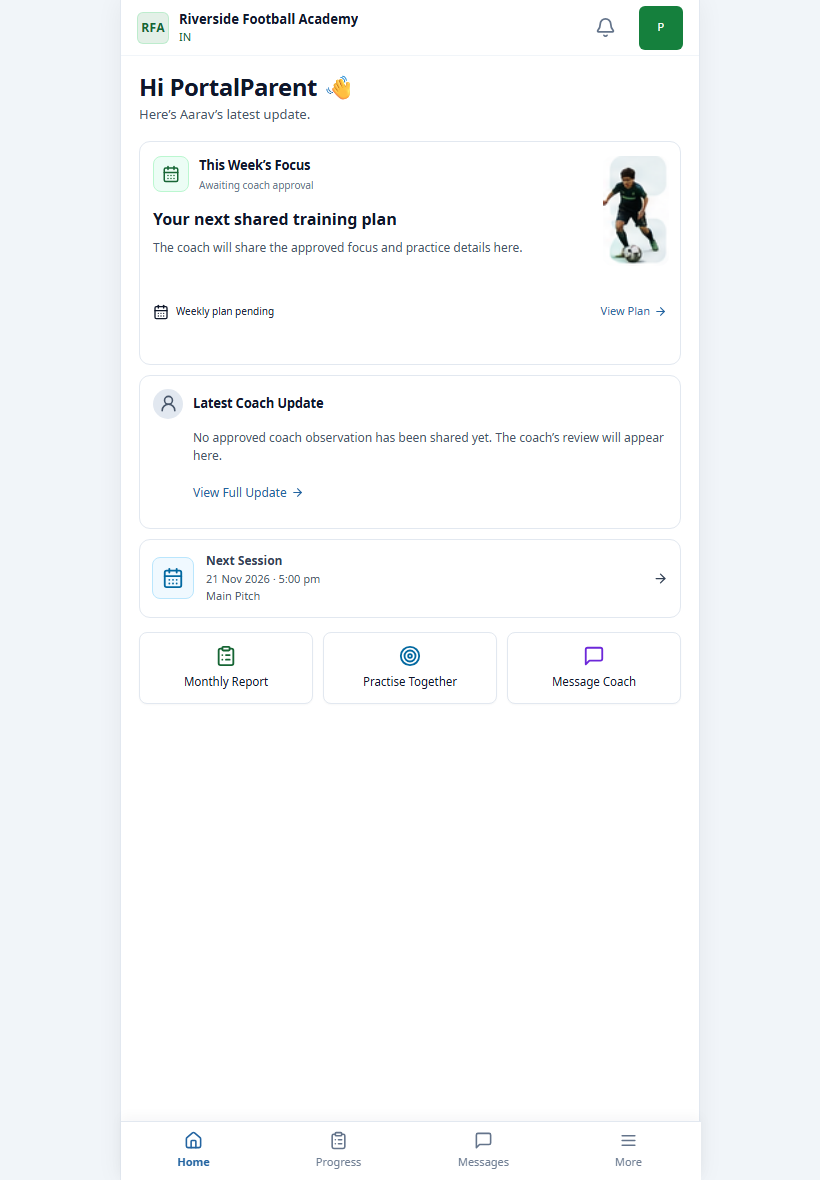 RFA
Riverside Football Academy
IN
P
Hi PortalParent 👋
Here’s Aarav’s latest update.
This Week’s Focus
Awaiting coach approval
Your next shared training plan
The coach will share the approved focus and practice details here.
Weekly plan pending
View Plan →
Latest Coach Update
No approved coach observation has been shared yet. The coach’s review will appear
here.
View Full Update →
Next Session
21 Nov 2026 · 5:00 pm
Main Pitch
Monthly Report
Practise Together
Message Coach
Home
Progress
Messages
More